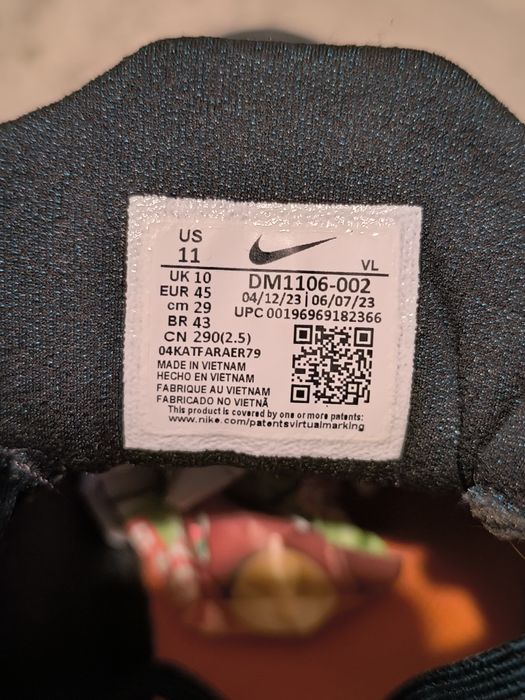 US
11
VL
UK 10
EUR 45
cm 29
BR 43
CN 290(2.5)
DM1106-002
04/12/23 | 06/07/23
UPC 00196969182366
04KATFARAER79
MADE IN VIETNAM
HECHO EN VIETNAM
FABRIQUE AU VIETNAM
FABRICADO NO VIETNÃ
This product is covered by one or more patents:
www.nike.com/patentsvirtualmarking